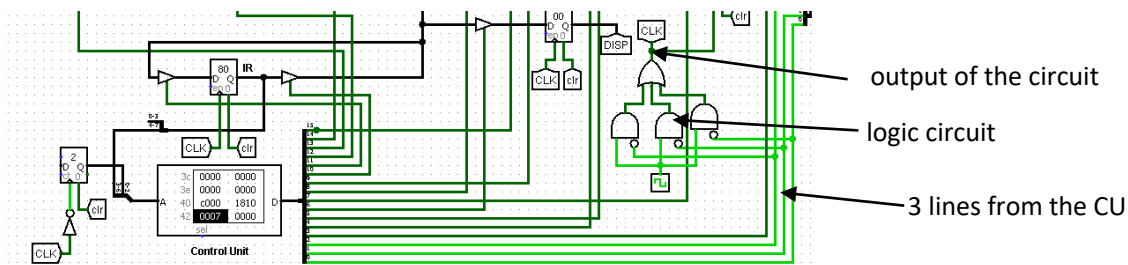 00
D Q
en 0
clr
CLK
DISP
CLK
clr
output of the circuit
80
IR
D Q
en 0
logic circuit
CLK
clr
2
D Q
ct 0
clr
CLK
3c 0000 0000
3e 0000 0000
40 c000 1810
42 0007 0000
A
D
sel
Control Unit
3 lines from the CU